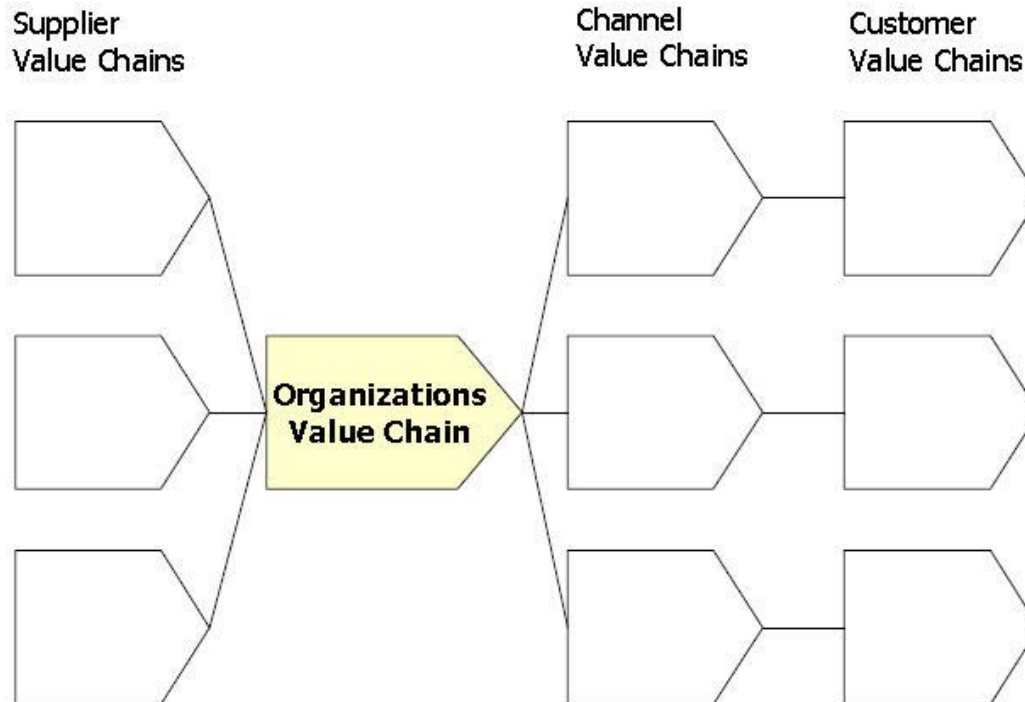 Supplier
Value Chains
Channel
Value Chains
Customer
Value Chains
Organizations
Value Chain